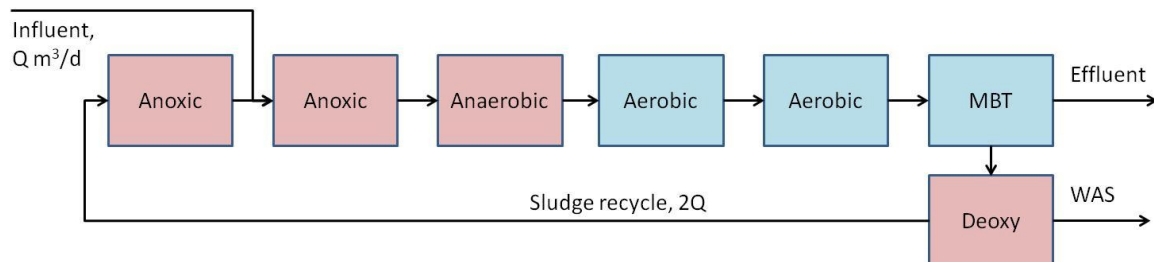 Influent,
Q m³/d
Anoxic
Anoxic
Anaerobic
Aerobic
Aerobic
MBT
Effluent
Sludge recycle, 2Q
Deoxy
WAS